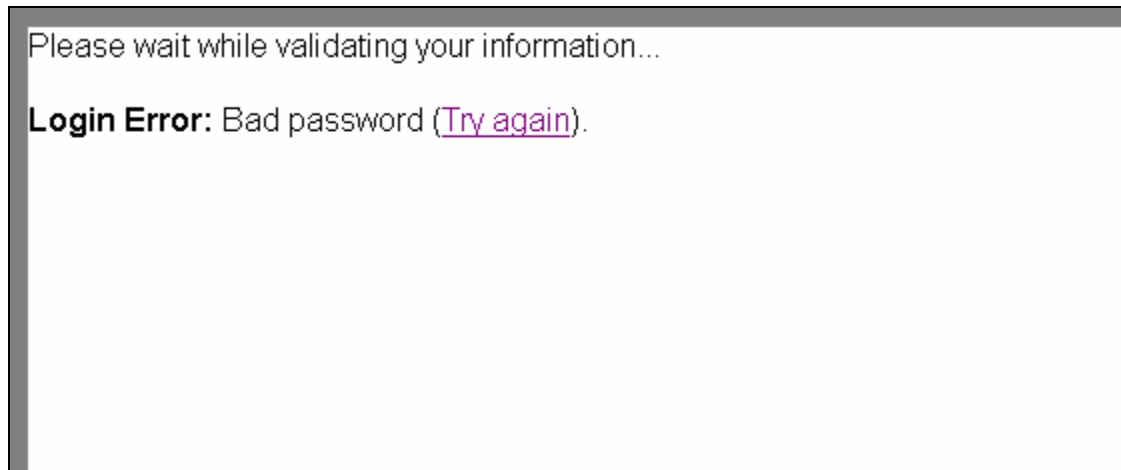 Please wait while validating your information...
Login Error: Bad password (Try again).